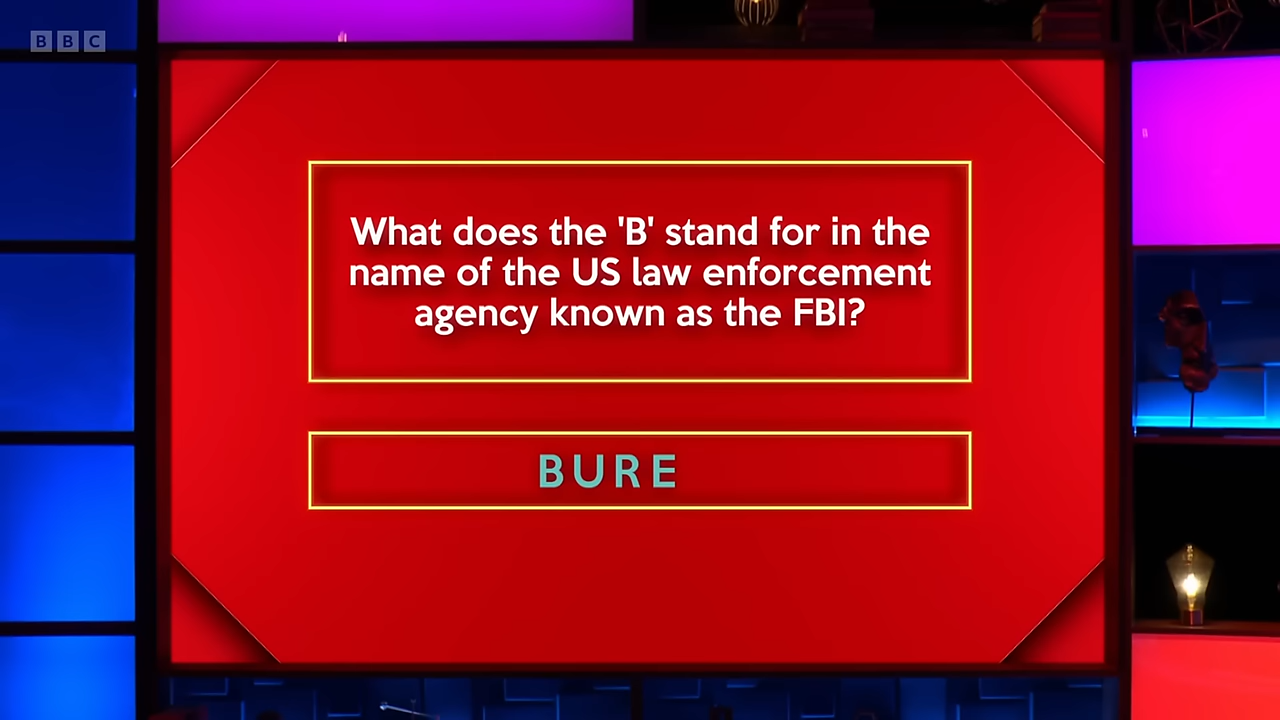 BBC
What does the 'B' stand for in the
name of the US law enforcement
agency known as the FBI?
BURE